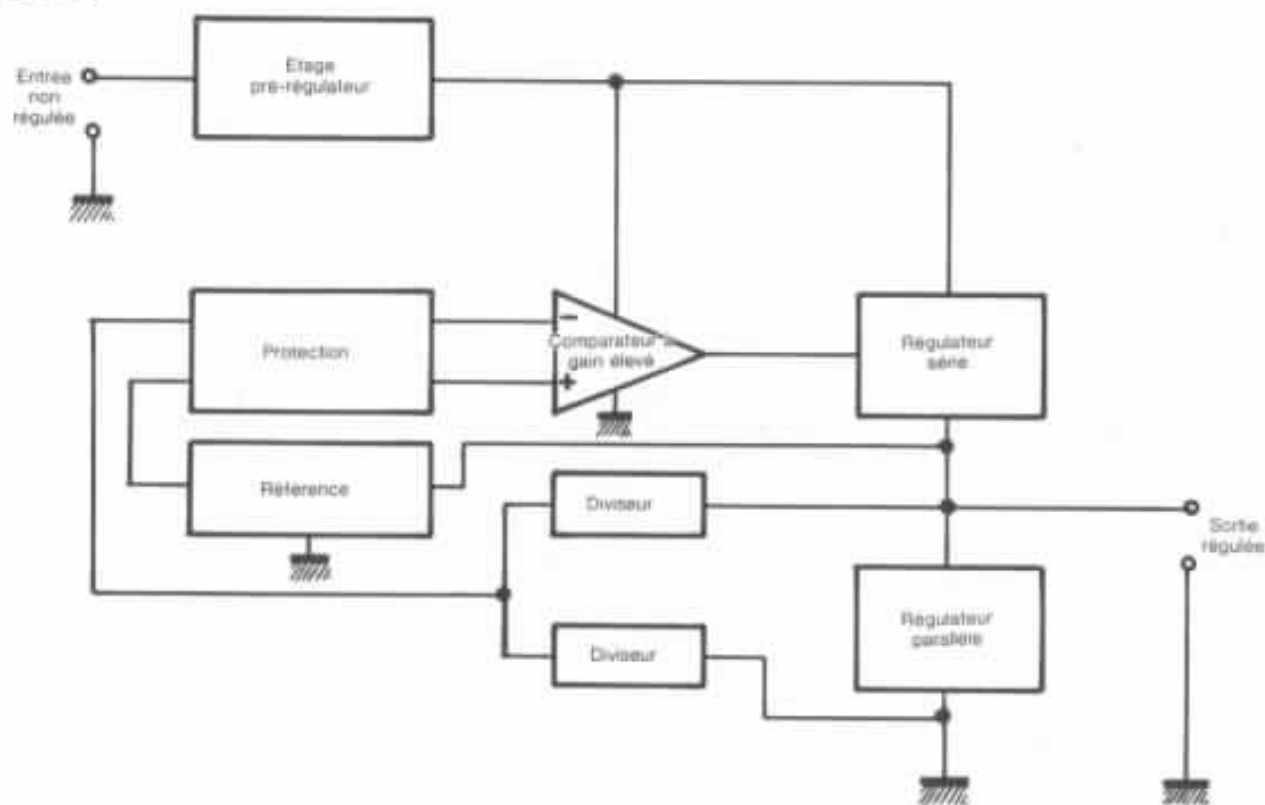 Entrée
non
régulée
Etage
pré-régulateur
Protection
−
Comparateur à
gain élevé
+
Régulateur
série
Référence
Diviseur
Sortie
régulée
Régulateur
parallèle
Diviseur